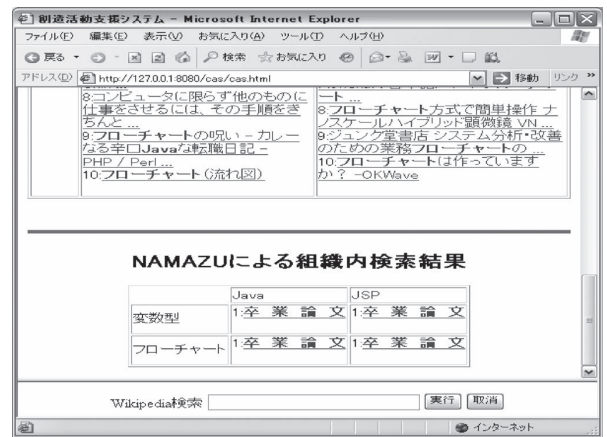 創造活動支援システム - Microsoft Internet Explorer
ファイル(F) 編集(E) 表示(V) お気に入り(A) ツール(T) ヘルプ(H)
戻る 検索 お気に入り
アドレス(D) http://127.0.0.1:8080/cas/cas.html 移動 リンク »
8:コンピュータに限らず他のものに
仕事をさせるには、その手順をき
ちんと ...
9:フローチャートの呪い - カレー
なる辛口Javaな転職日記 -
PHP / Perl ...
10:フローチャート(流れ図)
ート ...
8:フローチャート方式で簡単操作 ナ
ノスケールハイブリッド顕微鏡 VN ...
9:ジュンク堂書店 システム分析・改善
のための業務フローチャートの ...
10:フローチャートは作っています
か? -OKWave
NAMAZUによる組織内検索結果
Java JSP
変数型 1:卒 業 論 文 1:卒 業 論 文
フローチャート 1:卒 業 論 文 1:卒 業 論 文
Wikipedia検索 実行 取消
インターネット